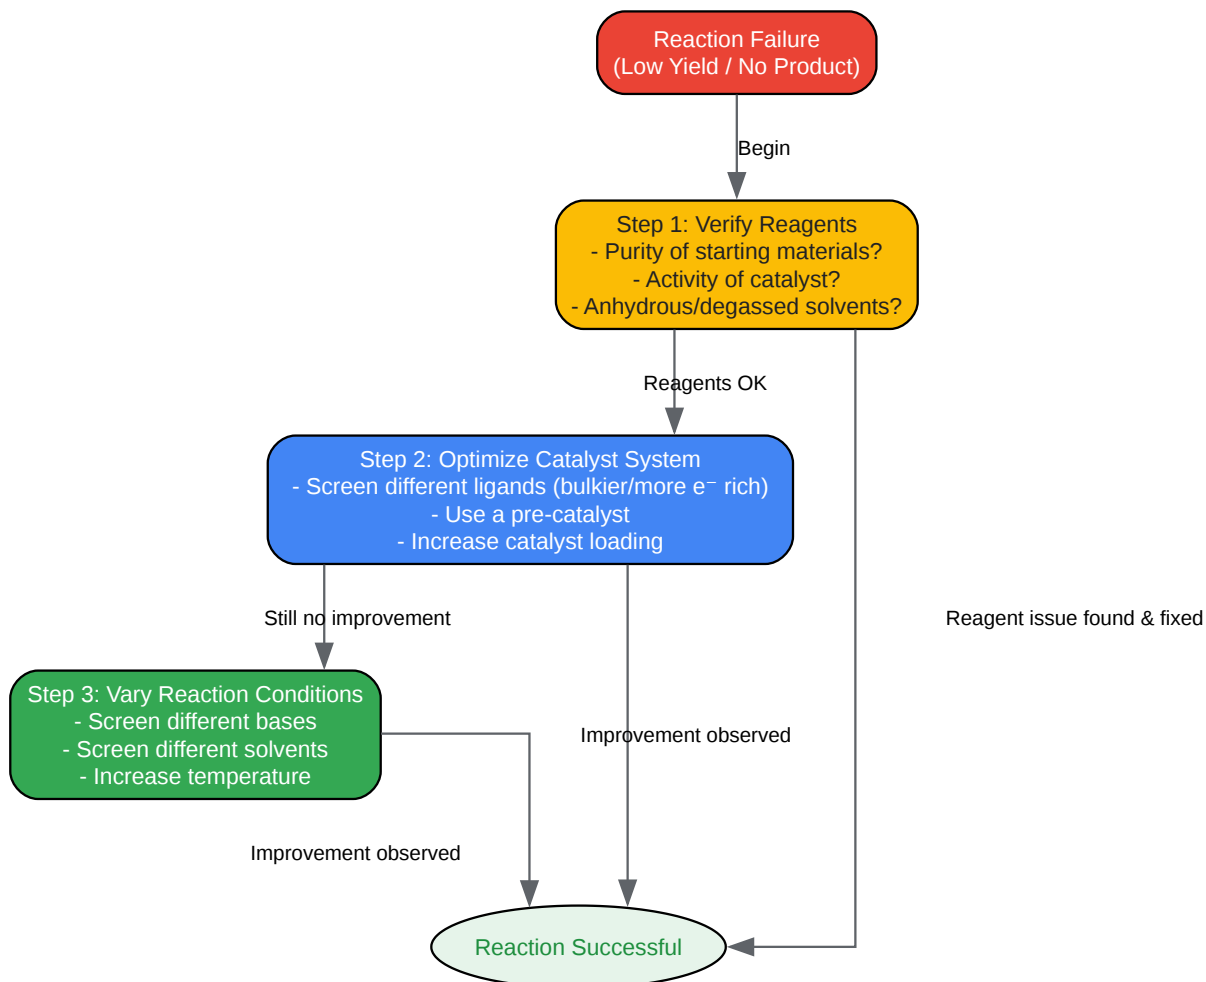 Reaction Failure
(Low Yield / No Product)
Begin
Step 1: Verify Reagents
- Purity of starting materials?
- Activity of catalyst?
- Anhydrous/degassed solvents?
Reagents OK
Step 2: Optimize Catalyst System
- Screen different ligands (bulkier/more e⁻ rich)
- Use a pre-catalyst
- Increase catalyst loading
Still no improvement
Reagent issue found & fixed
Step 3: Vary Reaction Conditions
- Screen different bases
- Screen different solvents
- Increase temperature
Improvement observed
Improvement observed
Reaction Successful